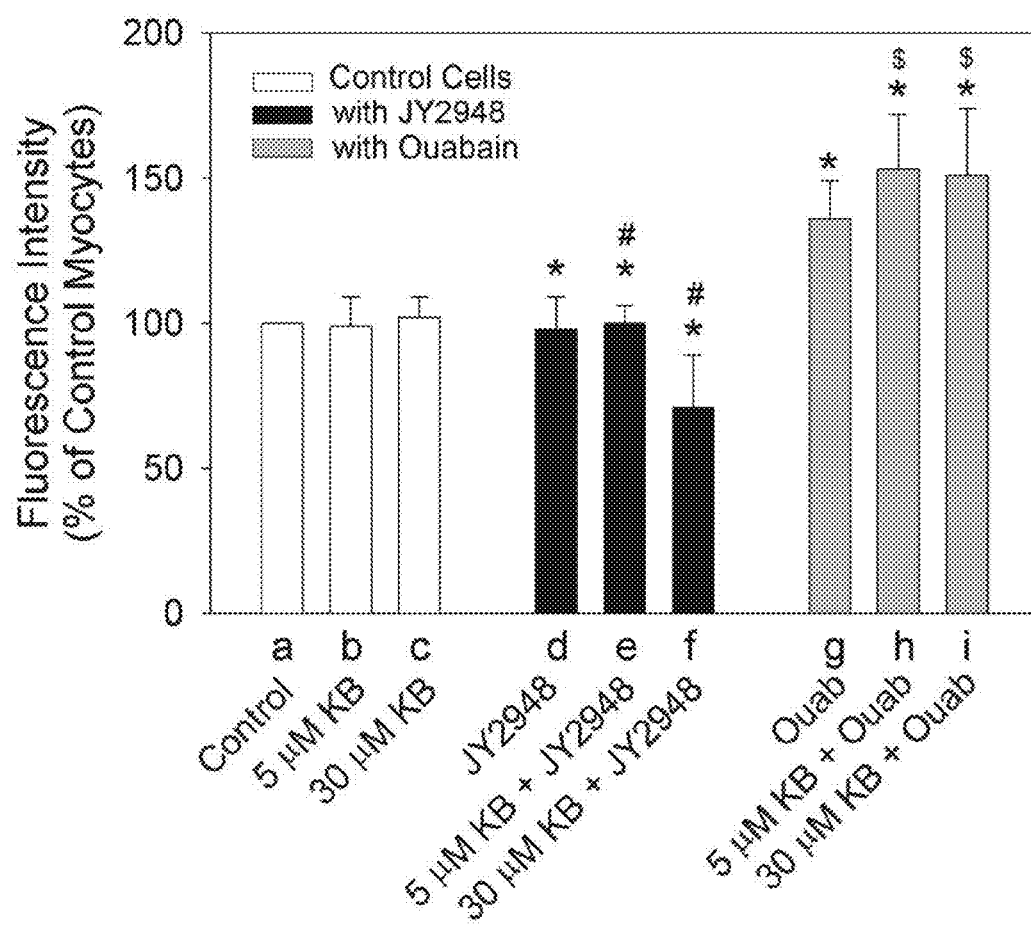 Fluorescence Intensity
(% of Control Myocytes)
200
150
100
50
0
Control Cells
with JY2948
with Ouabain
*
#
*
#
*
*
$
*
$
*
a
b
c
d
e
f
g
h
i
Control
5 μM KB
30 μM KB
JY2948
5 μM KB + JY2948
30 μM KB + JY2948
Ouab
5 μM KB + Ouab
30 μM KB + Ouab